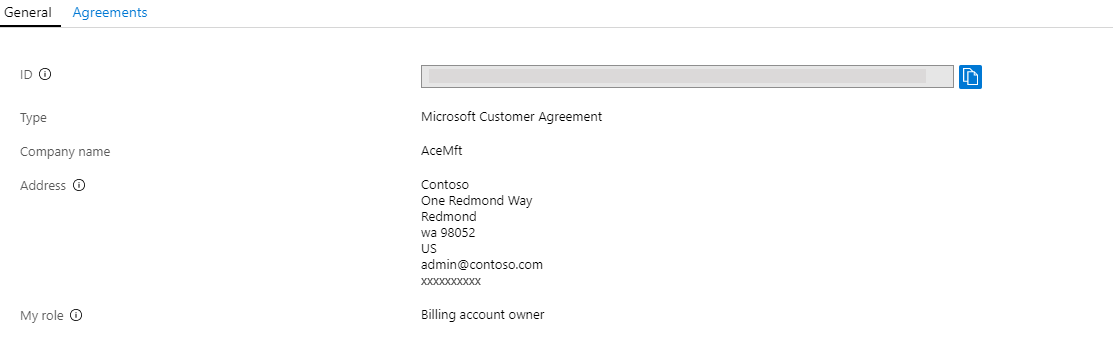 General Agreements
ID
Type Microsoft Customer Agreement
Company name AceMft
Address Contoso
One Redmond Way
Redmond
wa 98052
US
admin@contoso.com
xxxxxxxxxx
My role Billing account owner